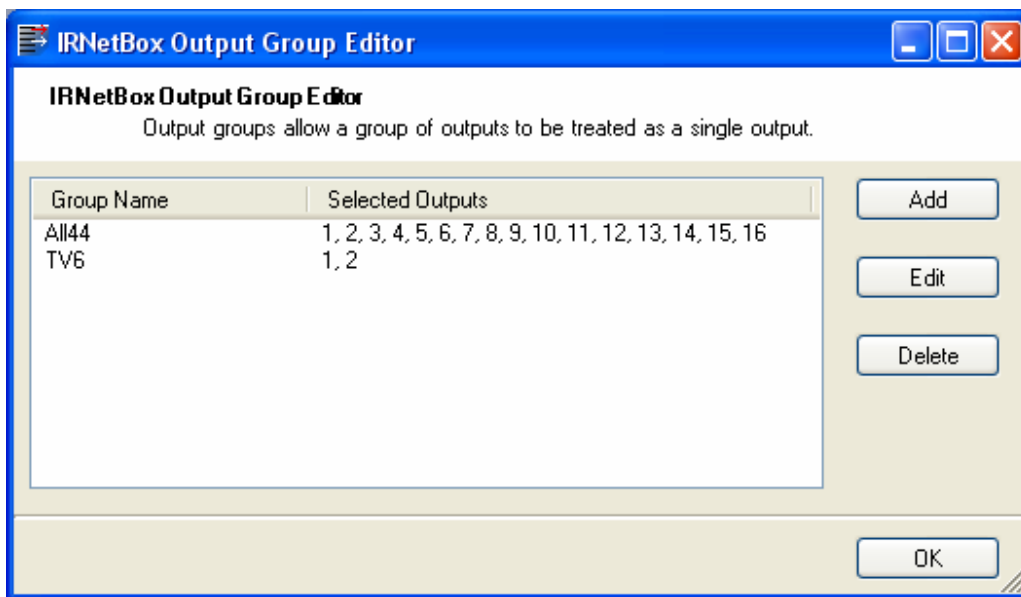 IRNetBox Output Group Editor
IRNetBox Output Group Editor
Output groups allow a group of outputs to be treated as a single output.
Group Name Selected Outputs
All44 1, 2, 3, 4, 5, 6, 7, 8, 9, 10, 11, 12, 13, 14, 15, 16
TV6 1, 2
Add
Edit
Delete
OK